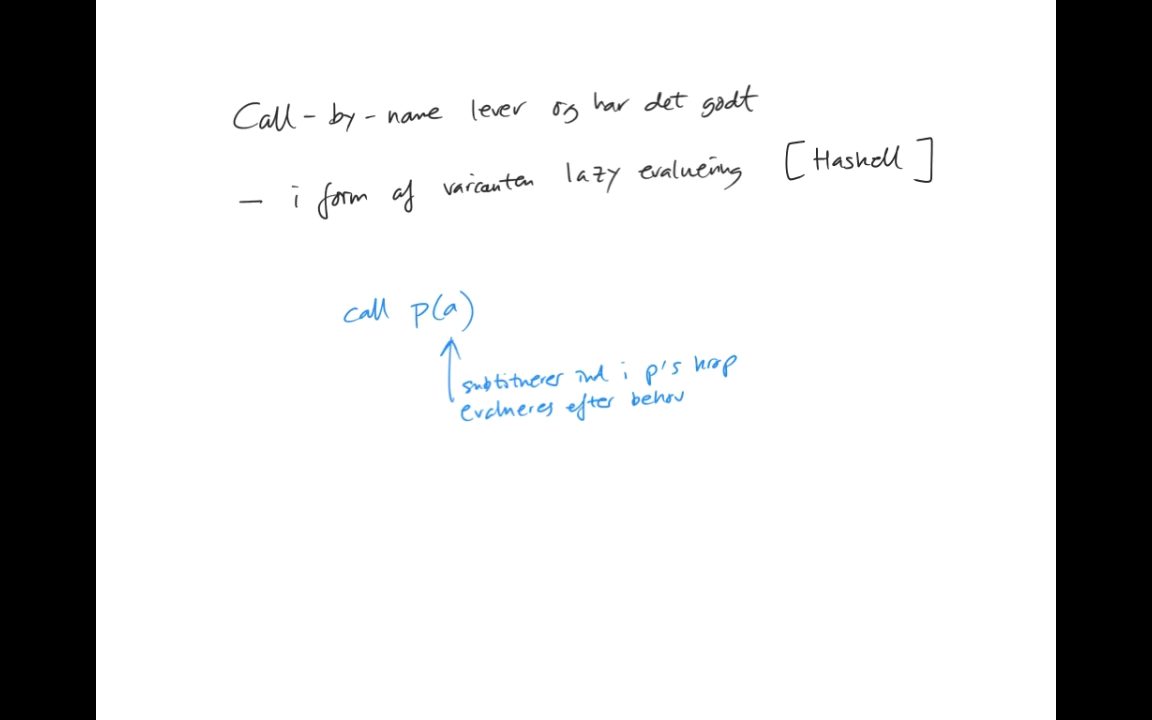 Call-by-name lever og har det godt
— i form af varianten lazy evaluering [Haskell]
call p(a)
substituerer ind i p's krop
evalueres efter behov